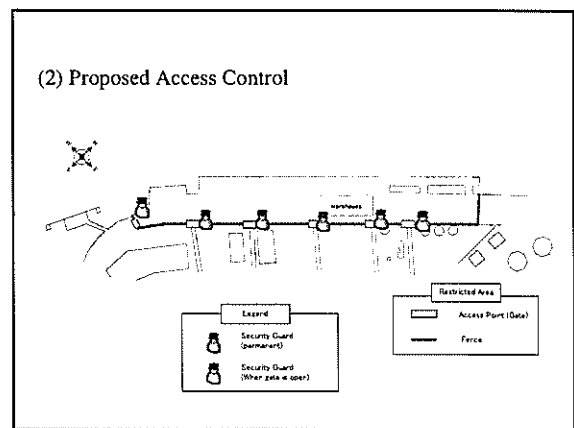 (2) Proposed Access Control
Warehouse
Legend
Security Guard
(permanent)
Security Guard
(When gate is open)
Restricted Area
Access Point (Gate)
Fence